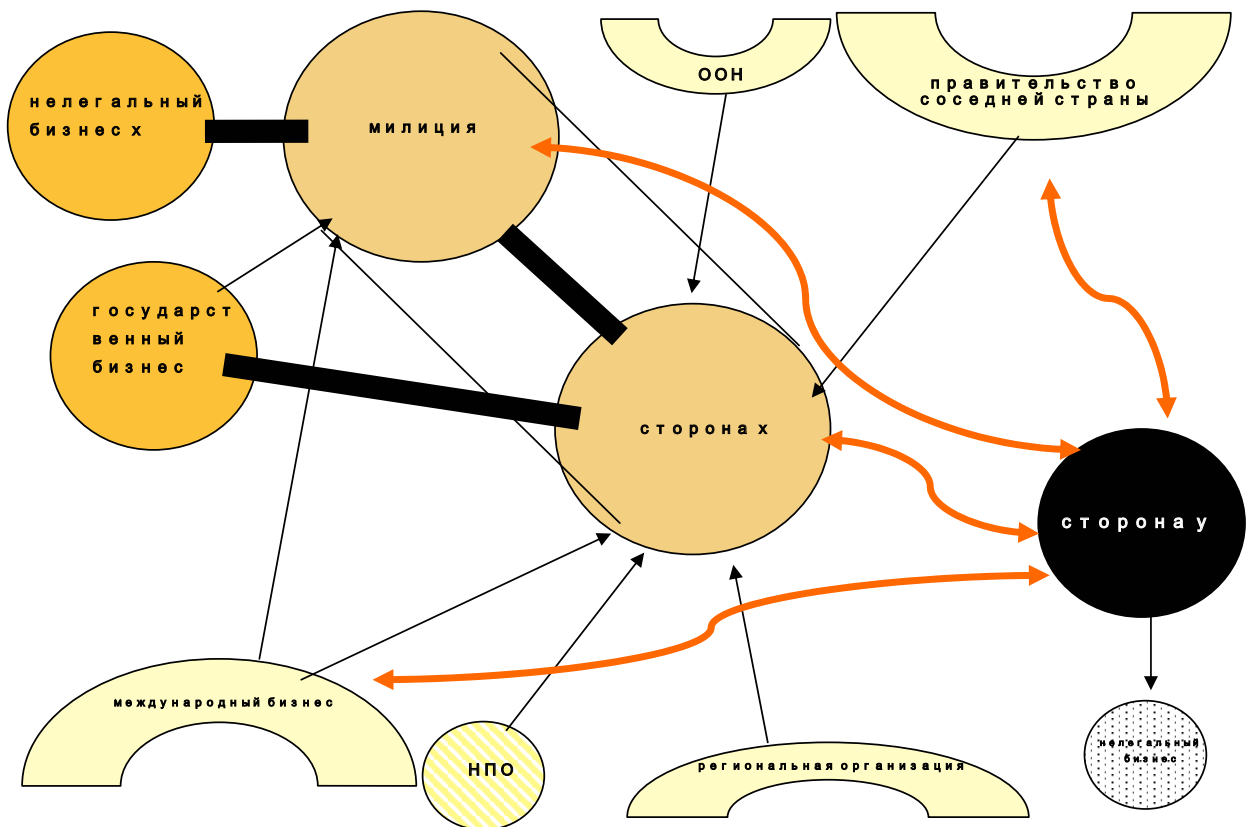 нелегальный
бизнес х
милиция
ООН
правительство
соседней страны
государст
венный
бизнес
сторона х
сторона у
международный бизнес
НПО
региональная организация
нелегальный
бизнес